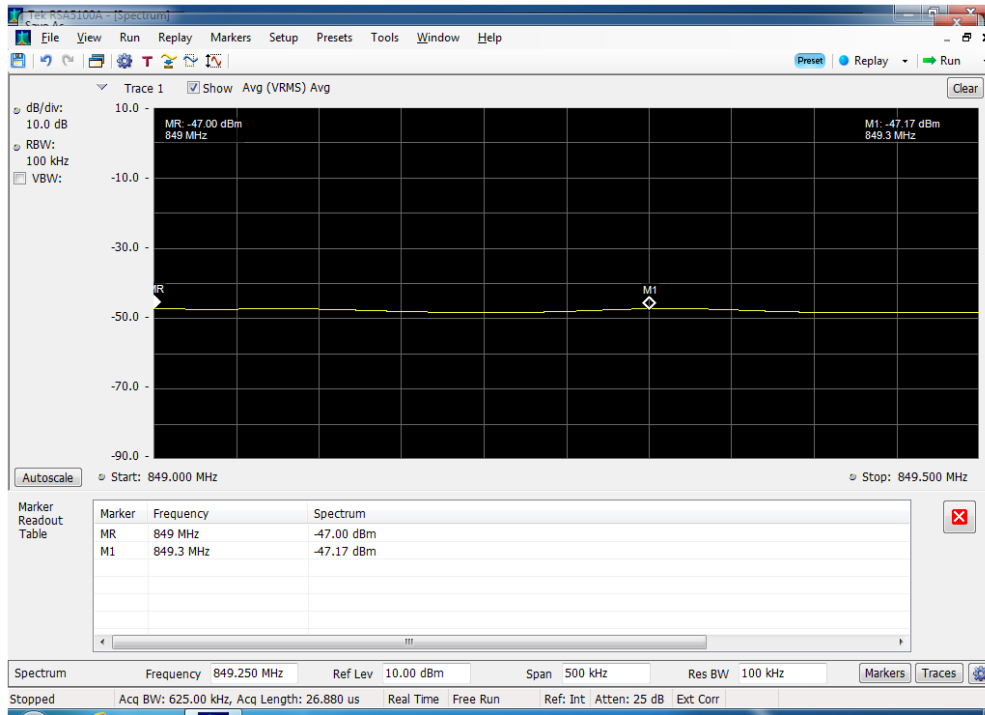 Tek RSA5100A - [Spectrum]
Save As
File View Run Replay Markers Setup Presets Tools Window Help
T Preset Replay Run
Trace 1 Show Avg (VRMS) Avg Clear
dB/div: 10.0
10.0 dB MR: -47.00 dBm M1: -47.17 dBm
849 MHz 849.3 MHz
RBW:
100 kHz
VBW: -10.0
-30.0
MR M1
-50.0
-70.0
-90.0
Autoscale Start: 849.000 MHz Stop: 849.500 MHz
Marker
Readout
Table
Marker Frequency Spectrum
MR 849 MHz -47.00 dBm
M1 849.3 MHz -47.17 dBm
Spectrum Frequency 849.250 MHz Ref Lev 10.00 dBm Span 500 kHz Res BW 100 kHz Markers Traces
Stopped Acq BW: 625.00 kHz, Acq Length: 26.880 us Real Time Free Run Ref: Int Atten: 25 dB Ext Corr